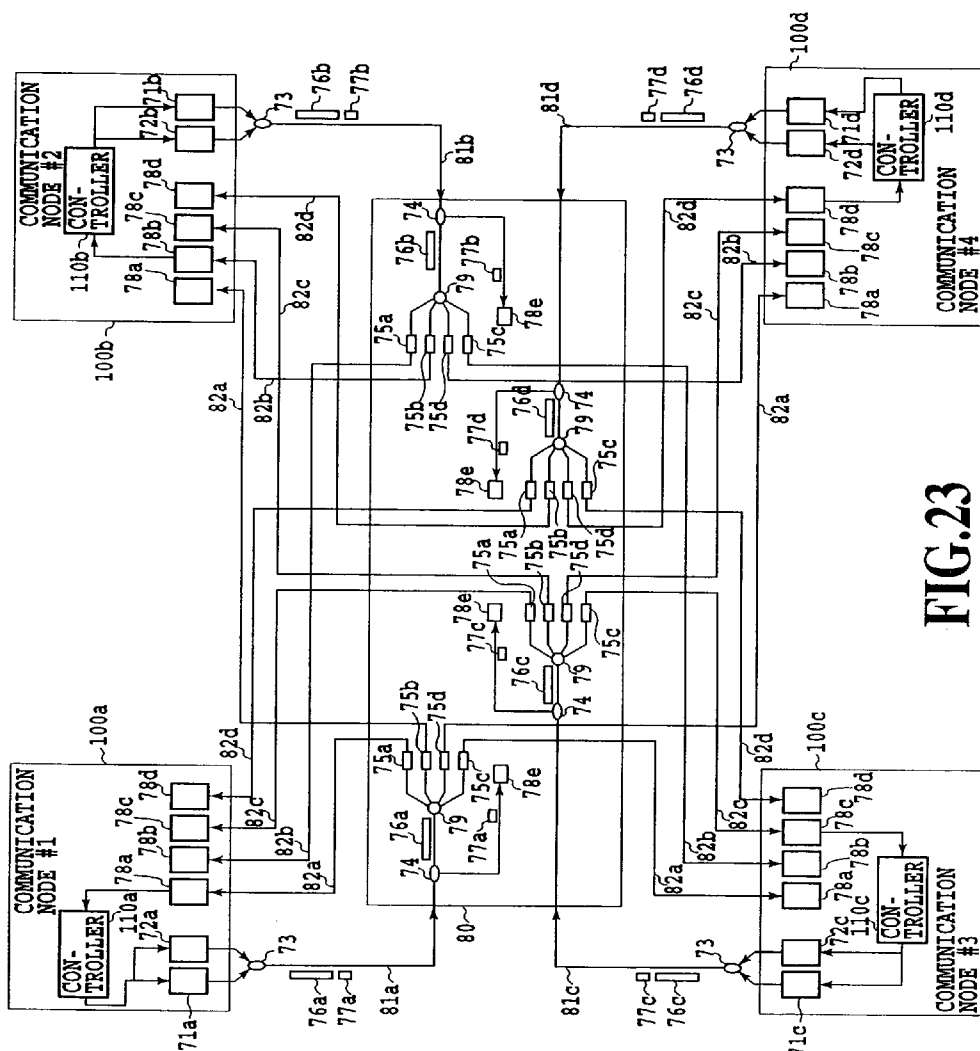 100a
COMMUNICATION
NODE #1
CON-
TROLLER
110a
72a
78a
78b
78c
78d
71a
73
76a
77a
81a
82a
82b
82c
82d
COMMUNICATION
NODE #2
CON-
TROLLER
110b
100b
78a
78b
78c
78d
72b
71b
73
76b
77b
81b
82a
82b
82c
82d
80
74
76a
79
75a
75b
75d
75c
77a
78e
74
76b
79
75a
75b
75d
75c
77b
78e
74
76c
79
75a
75b
75d
75c
77c
78e
74
76d
79
75a
75b
75d
75c
77d
78e
81c
77c
76c
73
71c
72c
110c
CON-
TROLLER
78a
78b
78c
78d
82a
82b
82c
82d
100c
COMMUNICATION
NODE #3
81d
77d
76d
73
72d
71d
CON-
TROLLER
110d
78d
78c
78b
78a
82d
82c
82b
82a
100d
COMMUNICATION
NODE #4
FIG.23